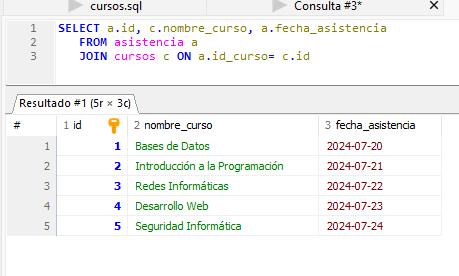 cursos.sql Consulta #3*
1 SELECT a.id, c.nombre_curso, a.fecha_asistencia
2 FROM asistencia a
3 JOIN cursos c ON a.id_curso= c.id
Resultado #1 (5r × 3c)
# 1 id 2 nombre_curso 3 fecha_asistencia
1 1 Bases de Datos 2024-07-20
2 2 Introducción a la Programación 2024-07-21
3 3 Redes Informáticas 2024-07-22
4 4 Desarrollo Web 2024-07-23
5 5 Seguridad Informática 2024-07-24